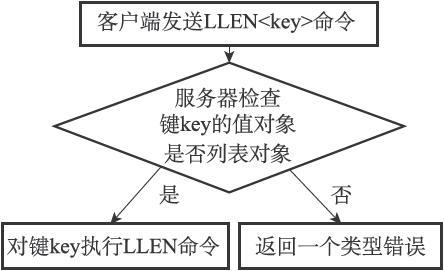 客户端发送LLEN<key>命令
服务器检查
键key的值对象
是否列表对象
是
否
对键key执行LLEN命令
返回一个类型错误